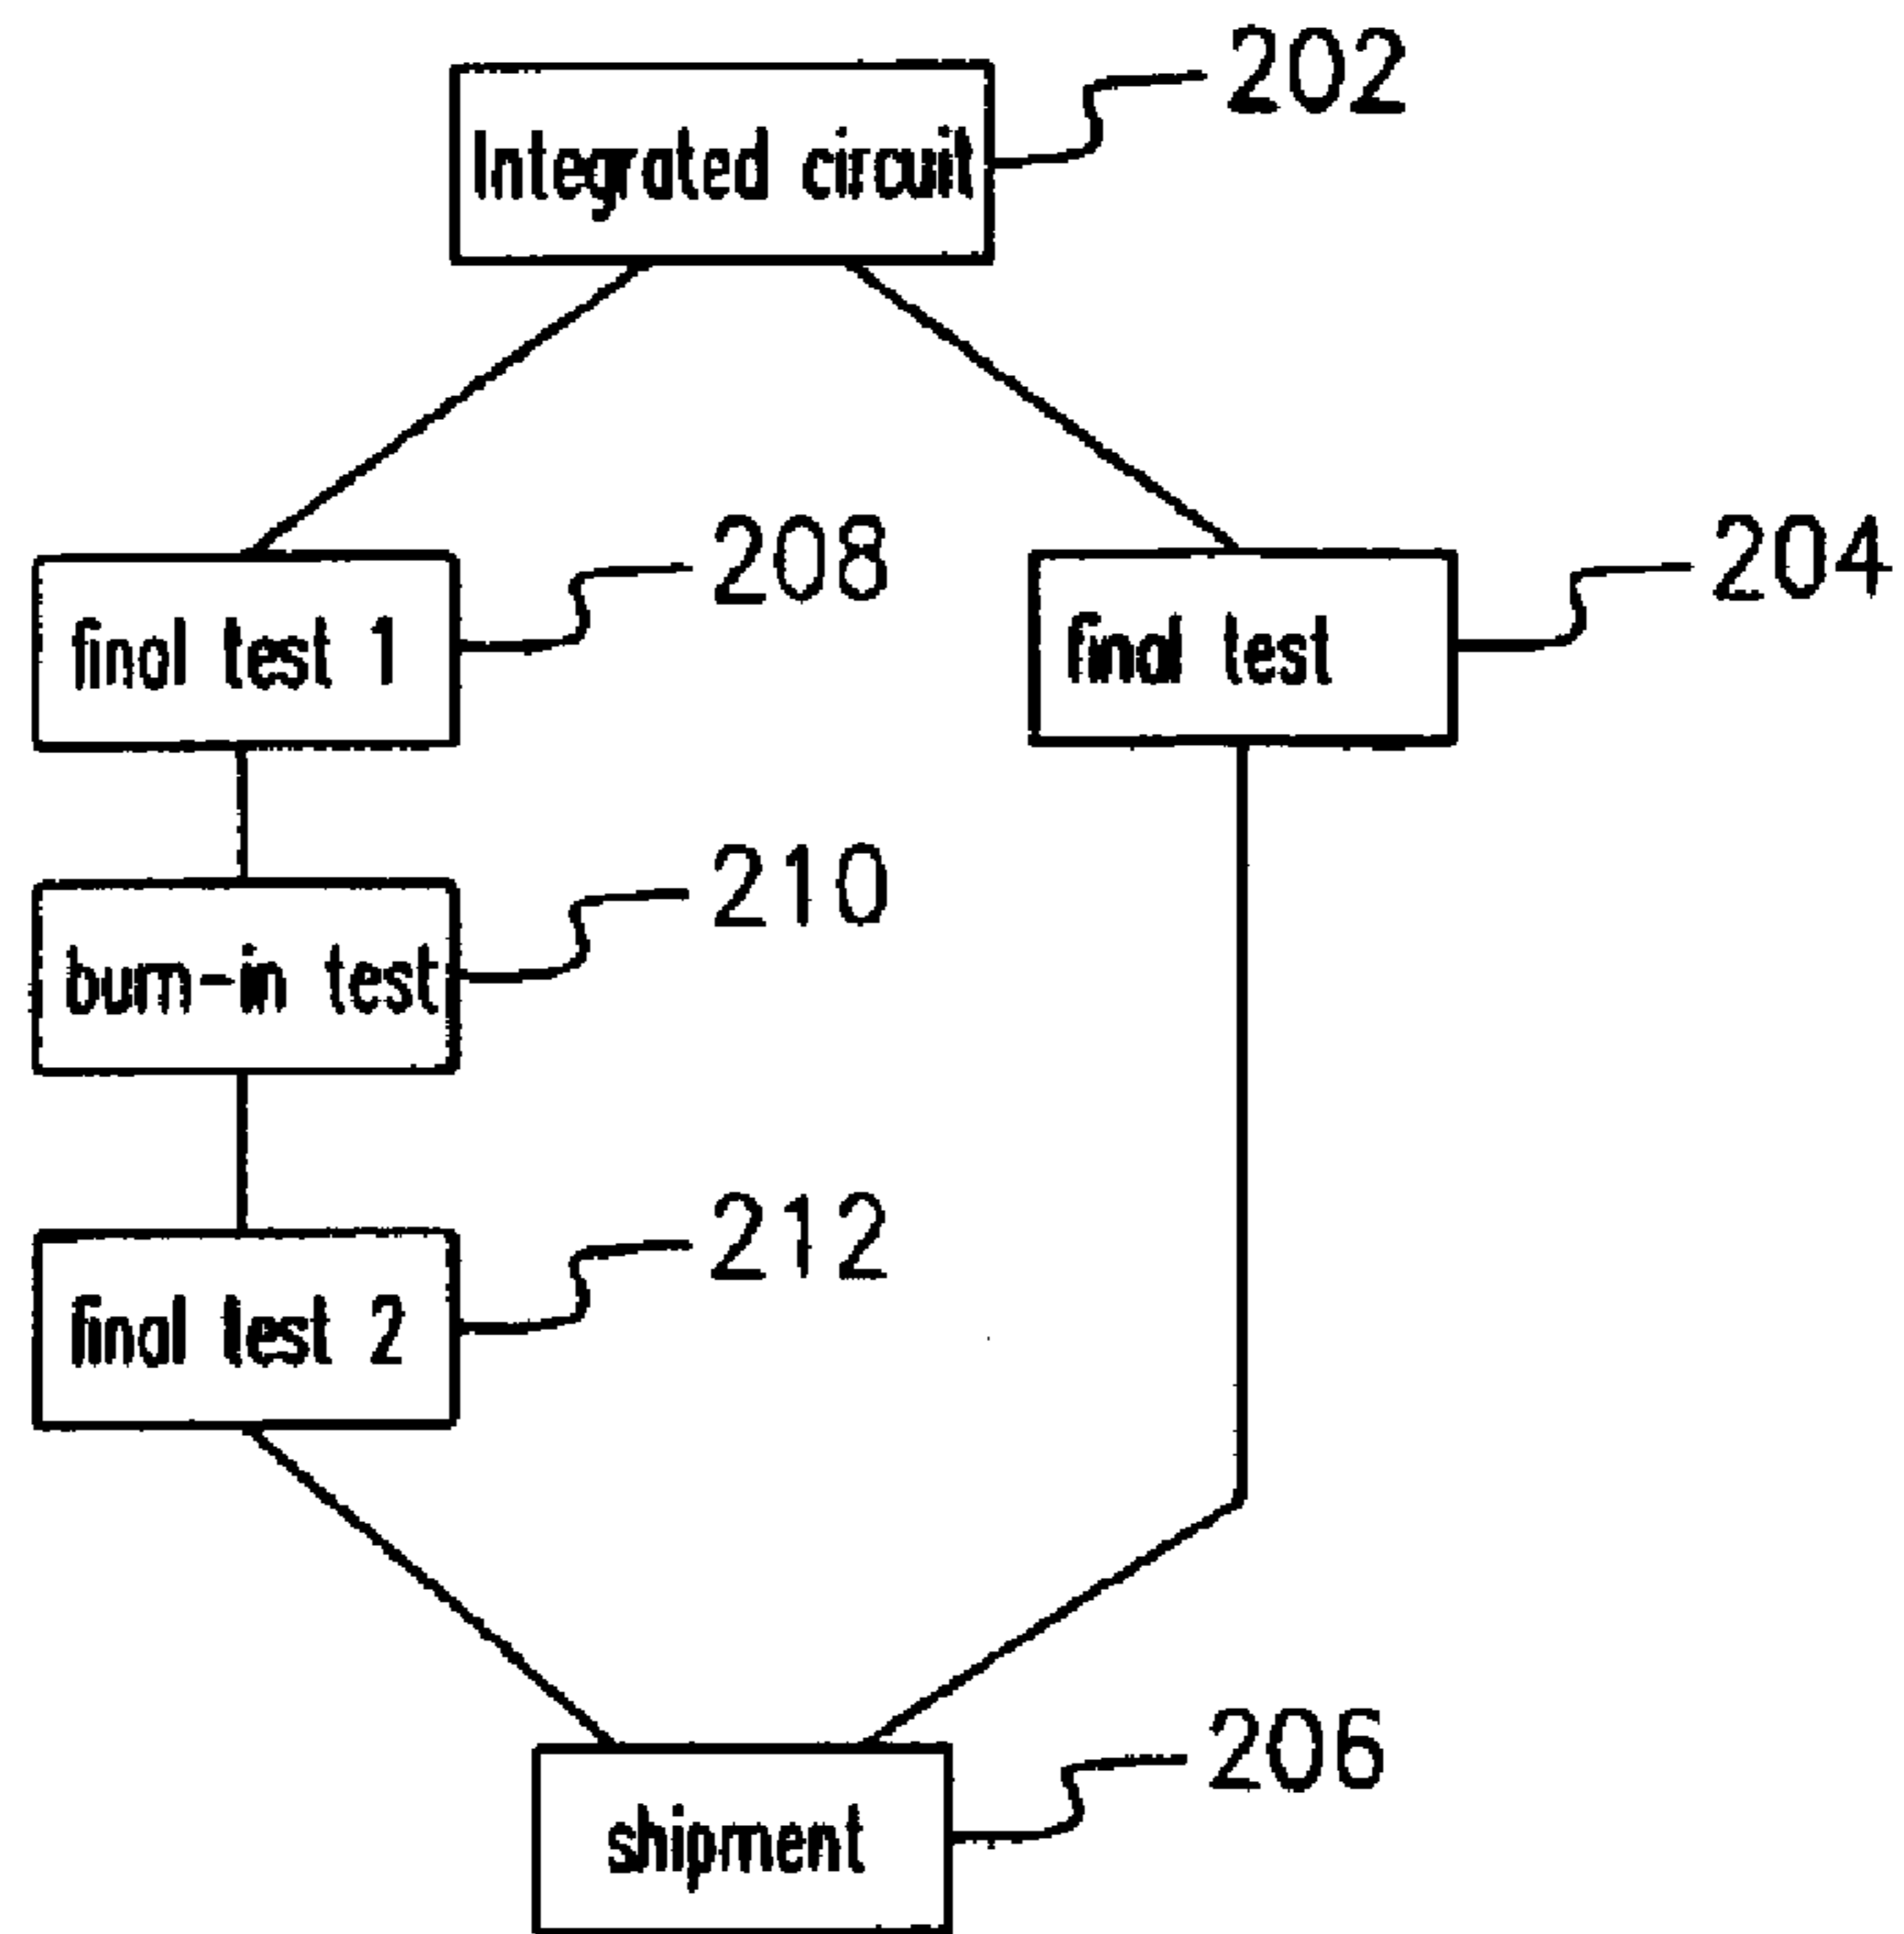 202
Integrated circuit
208
204
final test 1
final test
210
burn-in test
212
final test 2
206
shipment